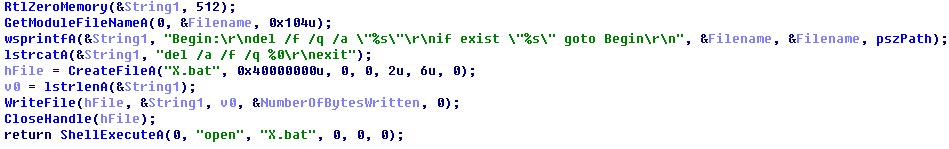 RtlZeroMemory(&String1, 512);
GetModuleFileNameA(0, &Filename, 0x104u);
wsprintfA(&String1, "Begin:\r\ndel /f /q /a \"%s\"\r\nif exist \"%s\" goto Begin\r\n", &Filename, &Filename, pszPath);
lstrcatA(&String1, "del /a /f /q %0\r\nexit");
hFile = CreateFileA("X.bat", 0x40000000u, 0, 0, 2u, 6u, 0);
v0 = lstrlenA(&String1);
WriteFile(hFile, &String1, v0, &NumberOfBytesWritten, 0);
CloseHandle(hFile);
return ShellExecuteA(0, "open", "X.bat", 0, 0, 0);